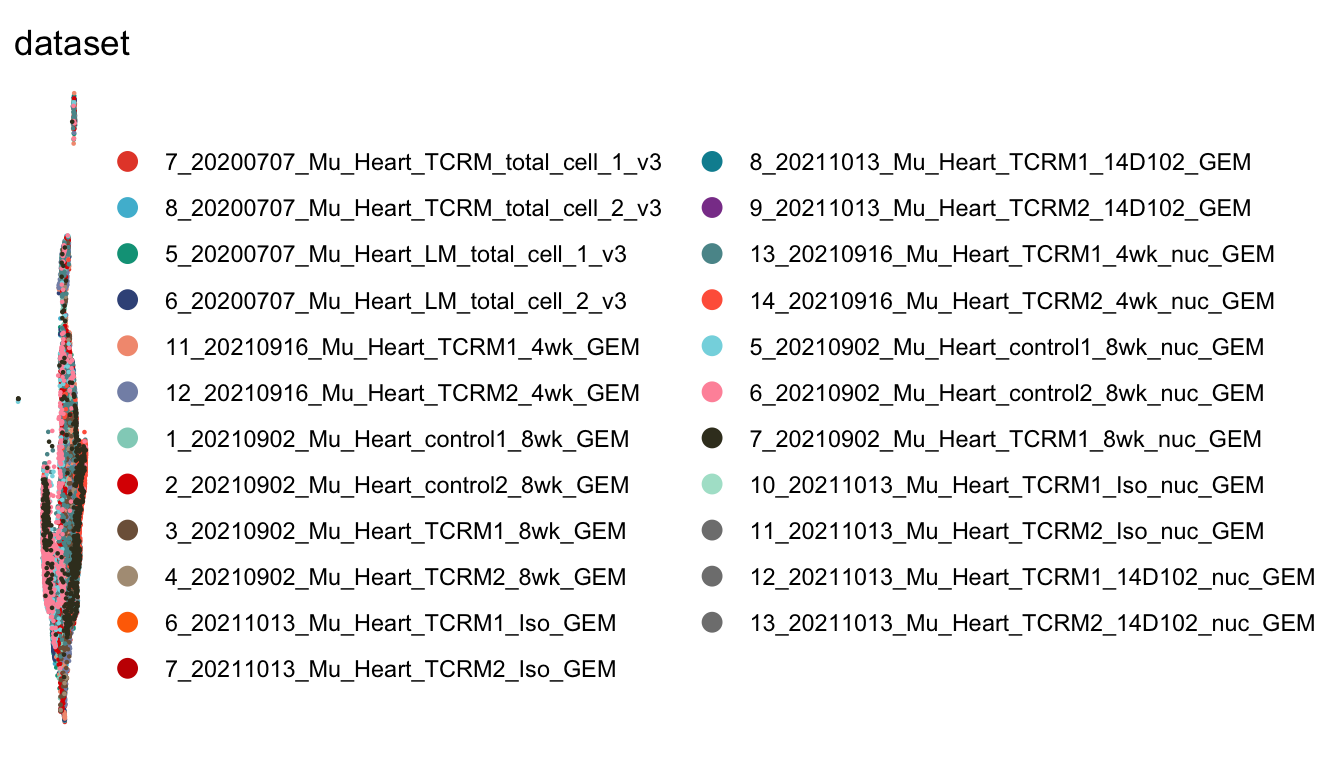 dataset
7_20200707_Mu_Heart_TCRM_total_cell_1_v3
8_20200707_Mu_Heart_TCRM_total_cell_2_v3
5_20200707_Mu_Heart_LM_total_cell_1_v3
6_20200707_Mu_Heart_LM_total_cell_2_v3
11_20210916_Mu_Heart_TCRM1_4wk_GEM
12_20210916_Mu_Heart_TCRM2_4wk_GEM
1_20210902_Mu_Heart_control1_8wk_GEM
2_20210902_Mu_Heart_control2_8wk_GEM
3_20210902_Mu_Heart_TCRM1_8wk_GEM
4_20210902_Mu_Heart_TCRM2_8wk_GEM
6_20211013_Mu_Heart_TCRM1_Iso_GEM
7_20211013_Mu_Heart_TCRM2_Iso_GEM
8_20211013_Mu_Heart_TCRM1_14D102_GEM
9_20211013_Mu_Heart_TCRM2_14D102_GEM
13_20210916_Mu_Heart_TCRM1_4wk_nuc_GEM
14_20210916_Mu_Heart_TCRM2_4wk_nuc_GEM
5_20210902_Mu_Heart_control1_8wk_nuc_GEM
6_20210902_Mu_Heart_control2_8wk_nuc_GEM
7_20210902_Mu_Heart_TCRM1_8wk_nuc_GEM
10_20211013_Mu_Heart_TCRM1_Iso_nuc_GEM
11_20211013_Mu_Heart_TCRM2_Iso_nuc_GEM
12_20211013_Mu_Heart_TCRM1_14D102_nuc_GEM
13_20211013_Mu_Heart_TCRM2_14D102_nuc_GEM